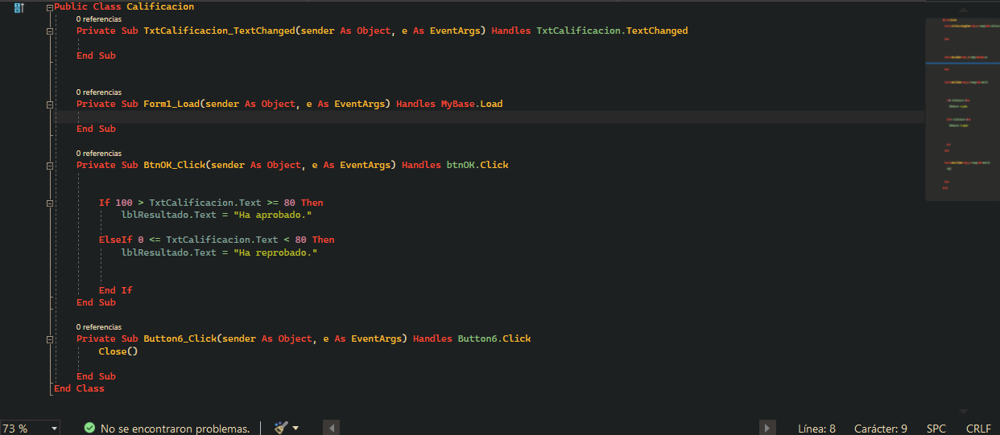 Public Class Calificacion
0 referencias
Private Sub TxtCalificacion_TextChanged(sender As Object, e As EventArgs) Handles TxtCalificacion.TextChanged
End Sub
0 referencias
Private Sub Form1_Load(sender As Object, e As EventArgs) Handles MyBase.Load
End Sub
0 referencias
Private Sub BtnOK_Click(sender As Object, e As EventArgs) Handles btnOK.Click
If 100 > TxtCalificacion.Text >= 80 Then
lblResultado.Text = "Ha aprobado."
ElseIf 0 <= TxtCalificacion.Text < 80 Then
lblResultado.Text = "Ha reprobado."
End If
End Sub
0 referencias
Private Sub Button6_Click(sender As Object, e As EventArgs) Handles Button6.Click
Close()
End Sub
End Class
73 % No se encontraron problemas. Línea: 8 Carácter: 9 SPC CRLF